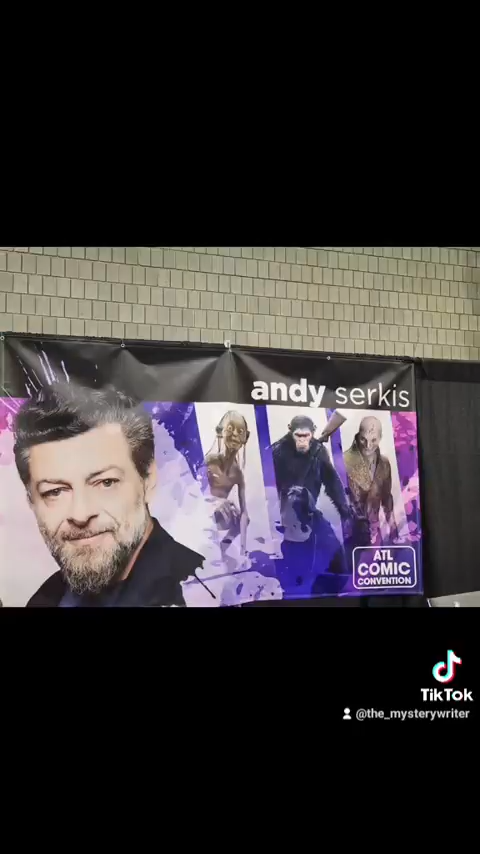 andy serkis
ATL
COMIC
CONVENTION
TikTok
@the_mysterywriter